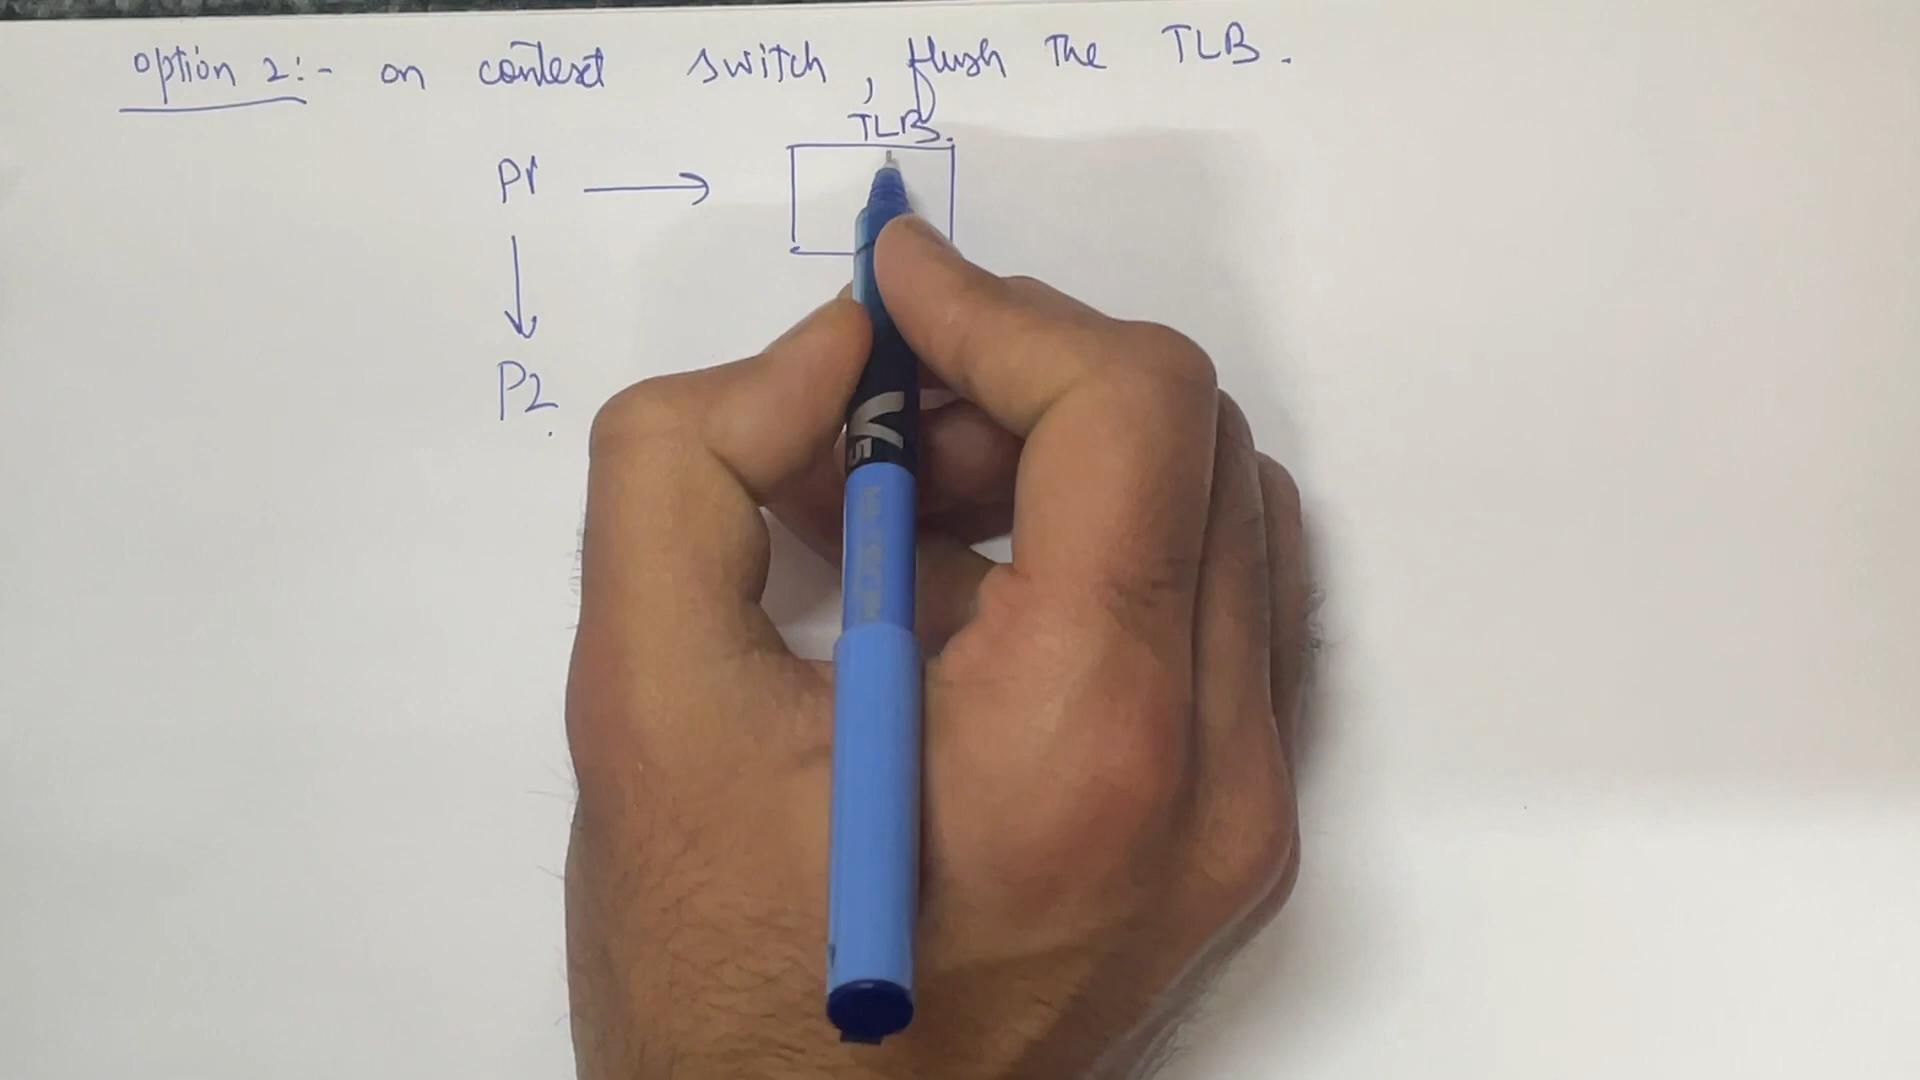 option 2:- on context switch, flush the TLB.
TLB.
P1
P2.
V5